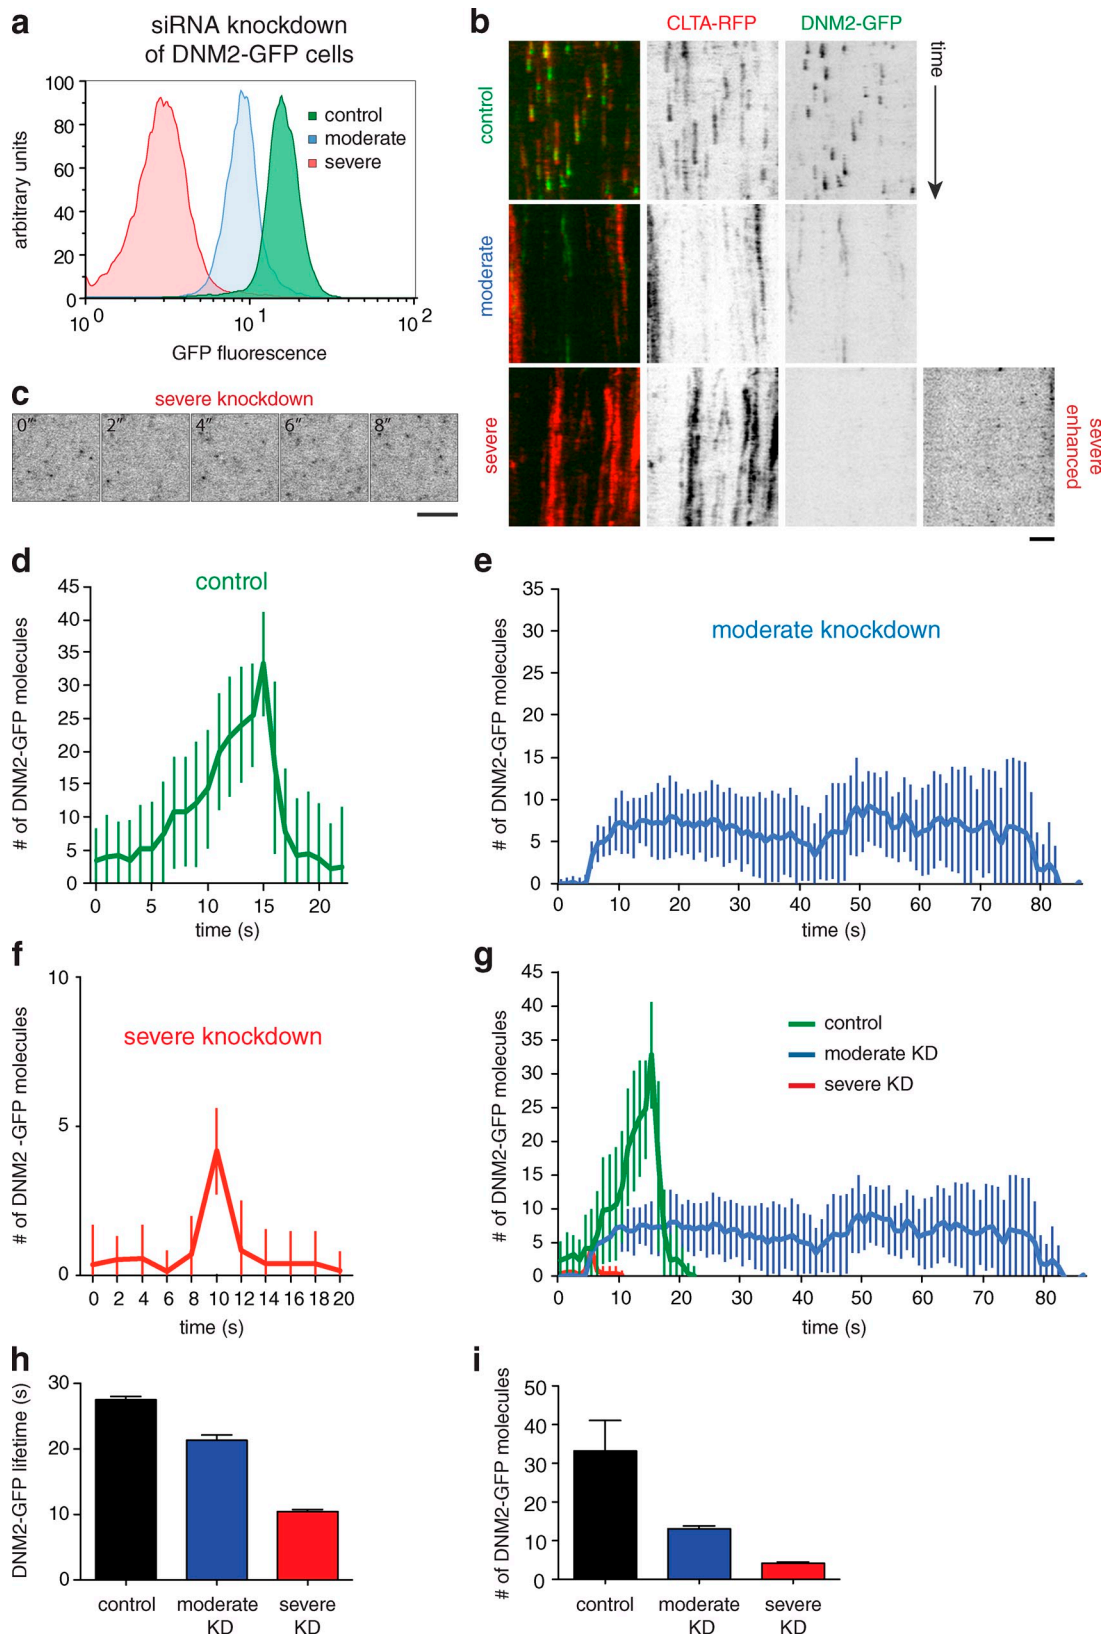 a
siRNA knockdown
of DNM2-GFP cells
100
80
60
40
20
0
arbitrary units
control
moderate
severe
10 0
10 1
10 2
GFP fluorescence
b
CLTA-RFP
DNM2-GFP
time
control
moderate
severe
severe
enhanced
c
severe knockdown
0″
2″
4″
6″
8″
d
control
45
40
35
30
25
20
15
10
5
0
# of DNM2-GFP molecules
0 5 10 15 20
time (s)
e
moderate knockdown
35
30
25
20
15
10
5
0
# of DNM2-GFP molecules
0 10 20 30 40 50 60 70 80
time (s)
f
severe knockdown
10
5
0
# of DNM2 -GFP molecules
0 2 4 6 8 10 12 14 16 18 20
time (s)
g
45
40
35
30
25
20
15
10
5
0
# of DNM2-GFP molecules
control
moderate KD
severe KD
0 10 20 30 40 50 60 70 80
time (s)
h
30
20
10
0
DNM2-GFP lifetime (s)
control
moderate
KD
severe
KD
i
50
40
30
20
10
0
# of DNM2-GFP molecules
control
moderate
KD
severe
KD